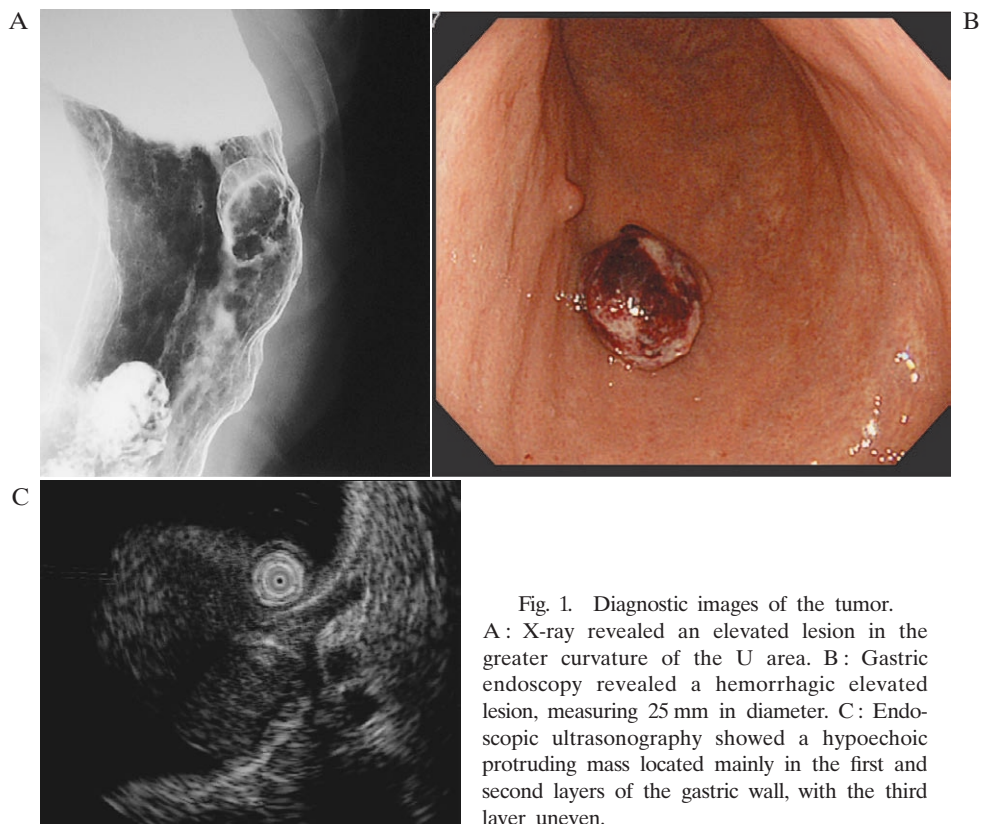 A
B
C
Fig. 1. Diagnostic images of the tumor.
A : X-ray revealed an elevated lesion in the
greater curvature of the U area. B : Gastric
endoscopy revealed a hemorrhagic elevated
lesion, measuring 25 mm in diameter. C : Endo-
scopic ultrasonography showed a hypoechoic
protruding mass located mainly in the first and
second layers of the gastric wall, with the third
layer uneven.